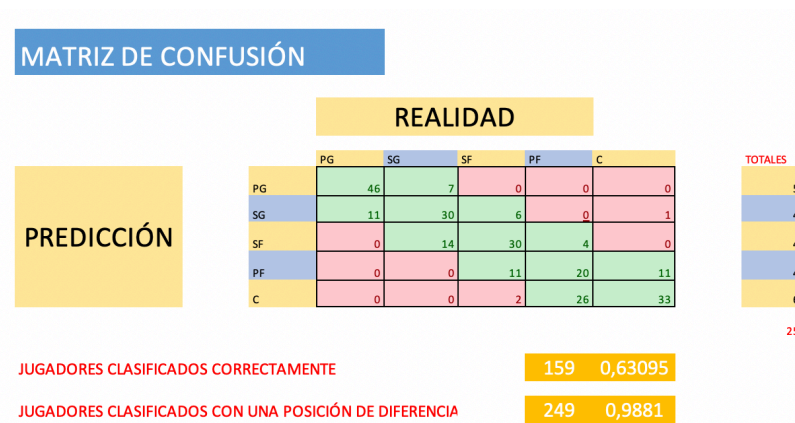 MATRIZ DE CONFUSIÓN
REALIDAD
PG SG SF PF C TOTALES
PG 46 7 0 0 0
SG 11 30 6 0 1
PREDICCIÓN
SF 0 14 30 4 0
PF 0 0 11 20 11
C 0 0 2 26 33
JUGADORES CLASIFICADOS CORRECTAMENTE 159 0,63095
JUGADORES CLASIFICADOS CON UNA POSICIÓN DE DIFERENCIA 249 0,9881